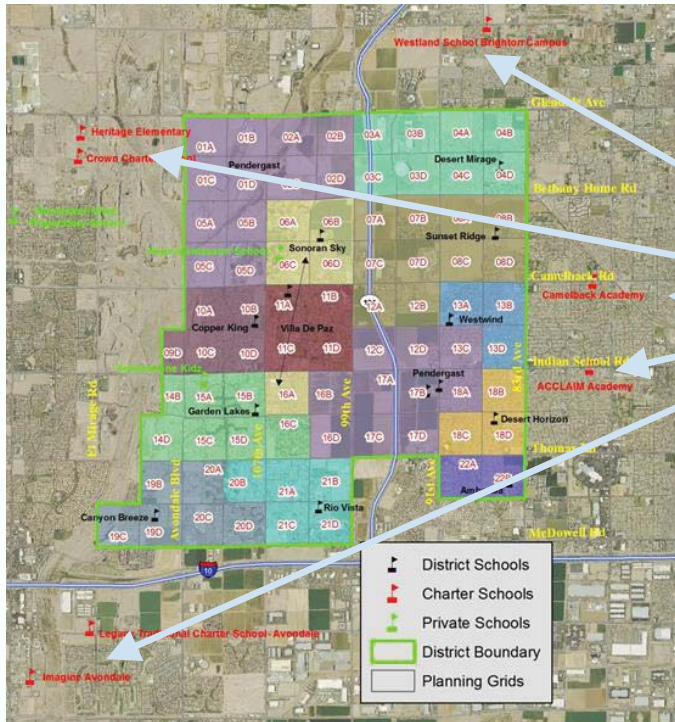 Westland School Brighton Campus
Glendale Ave
Heritage Elementary
Crown Charter
01A 01B 02A 02B 03A 03B 04A 04B
Pendergast
Desert Mirage
01C 01D 02D 03C 03D 04C 04D
Bethany Home Rd
05A 05B 06A 06B 07A 07B 08B
Sunset Ridge
Sonoran Sky
05C 05D 06C 06D 07C 07D 08C 08D
Camelback Rd
Camelback Academy
10A 10B 11A 11B 12A 12B 13A 13B
Copper King
Villa De Paz
Westwind
09D 10C 10D 11C 11D 12C 12D 13C 13D
Indian School Rd
ACCLAIM Academy
El Mirage Rd
99th Ave
83rd Ave
Pendergast
14B 15A 15B 16A 16B 17A 17B 18A 18B
Garden Lakes
Desert Horizon
14D 15C 15D 16C 16D 17C 17D 18C 18D
107th Ave
91st Ave
Avondale Blvd
19B 20A 20B 21A 21B 22A
Canyon Breeze
Rio Vista
19C 19D 20C 20D 21C 21D
McDowell Rd
10
District Schools
Charter Schools
Private Schools
District Boundary
Planning Grids
Legacy Traditional Charter School- Avondale
Imagine Avondale